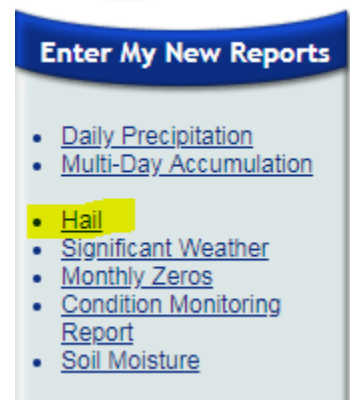 Enter My New Reports
• Daily Precipitation
• Multi-Day Accumulation
• Hail
• Significant Weather
• Monthly Zeros
• Condition Monitoring
Report
• Soil Moisture